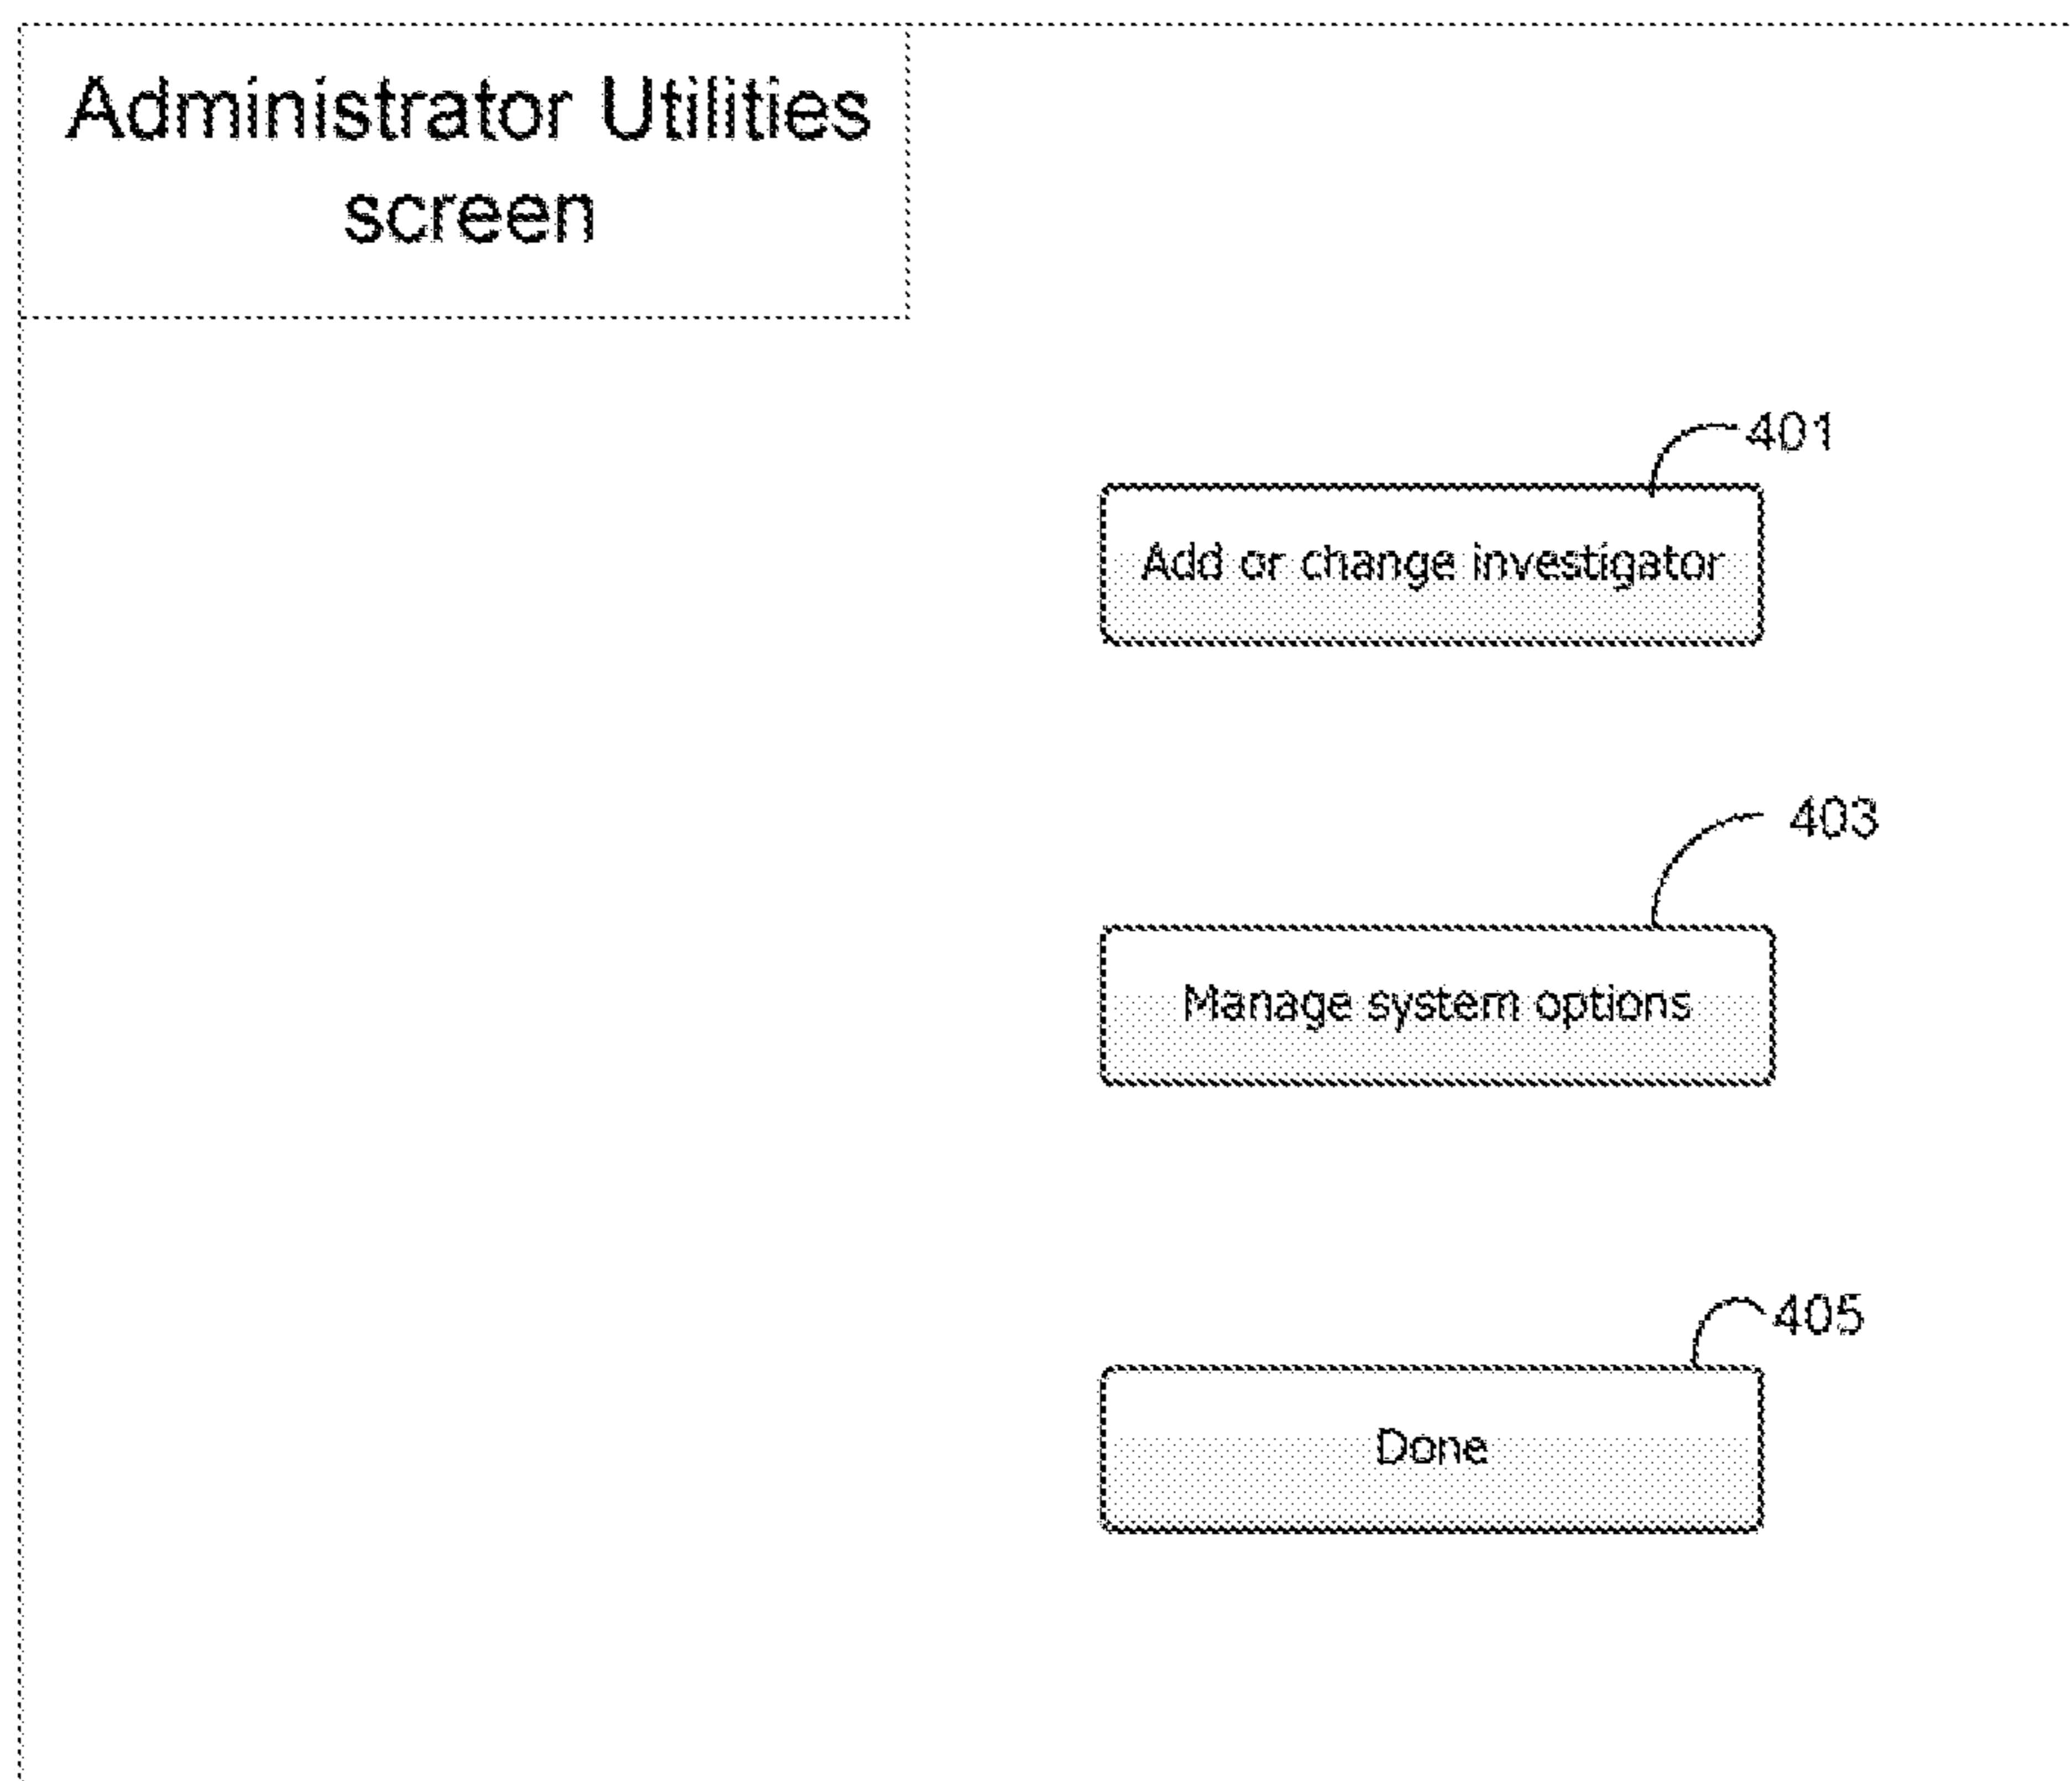 Administrator Utilities
screen
401
Add or change investigator
403
Manage system options
405
Done